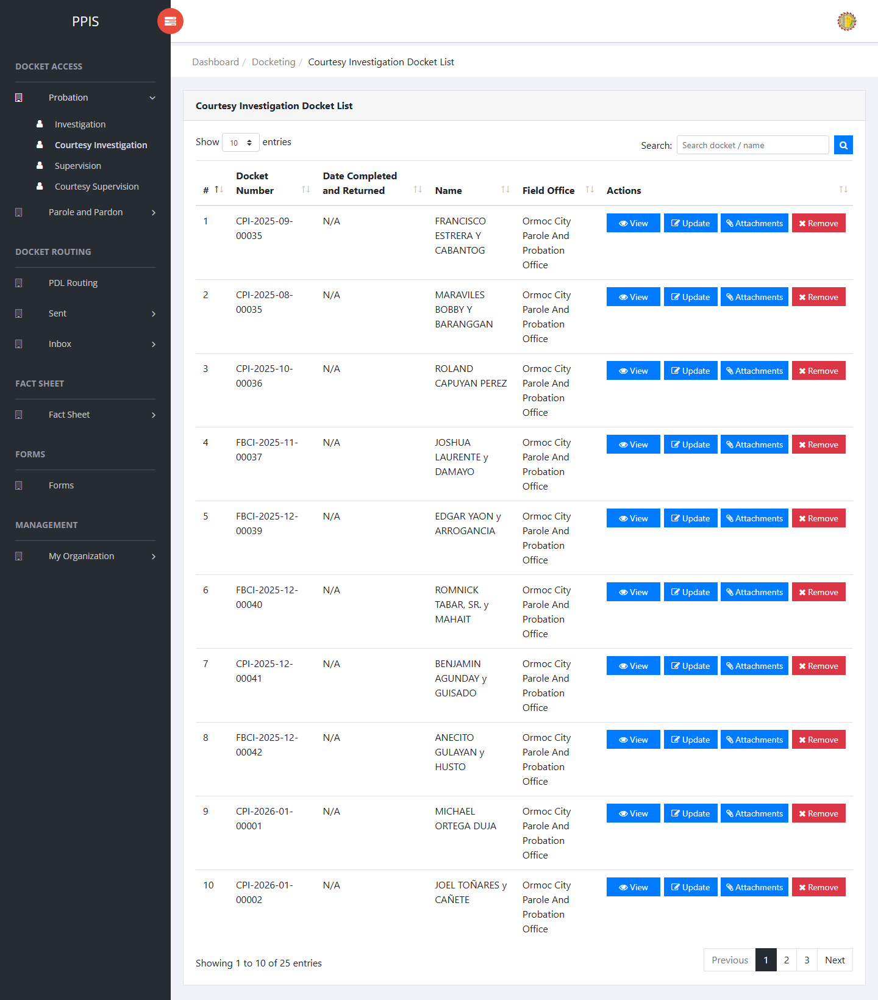 PPIS
DOCKET ACCESS
Probation
Investigation
Courtesy Investigation
Supervision
Courtesy Supervision
Parole and Pardon
DOCKET ROUTING
PDL Routing
Sent
Inbox
FACT SHEET
Fact Sheet
FORMS
Forms
MANAGEMENT
My Organization
Dashboard / Docketing / Courtesy Investigation Docket List
Courtesy Investigation Docket List
Show 10 entries
Search: Search docket / name
# Docket Number Date Completed and Returned Name Field Office Actions
1 CPI-2025-09-00035 N/A FRANCISCO ESTRERA Y CABANTOG Ormoc City Parole And Probation Office View Update Attachments Remove
2 CPI-2025-08-00035 N/A MARAVILES BOBBY Y BARANGGAN Ormoc City Parole And Probation Office View Update Attachments Remove
3 CPI-2025-10-00036 N/A ROLAND CAPUYAN PEREZ Ormoc City Parole And Probation Office View Update Attachments Remove
4 FBCI-2025-11-00037 N/A JOSHUA LAURENTE y DAMAYO Ormoc City Parole And Probation Office View Update Attachments Remove
5 FBCI-2025-12-00039 N/A EDGAR YAON y ARROGANCIA Ormoc City Parole And Probation Office View Update Attachments Remove
6 FBCI-2025-12-00040 N/A ROMNICK TABAR, SR. y MAHAIT Ormoc City Parole And Probation Office View Update Attachments Remove
7 CPI-2025-12-00041 N/A BENJAMIN AGUNDAY y GUISADO Ormoc City Parole And Probation Office View Update Attachments Remove
8 FBCI-2025-12-00042 N/A ANECITO GULAYAN y HUSTO Ormoc City Parole And Probation Office View Update Attachments Remove
9 CPI-2026-01-00001 N/A MICHAEL ORTEGA DUJA Ormoc City Parole And Probation Office View Update Attachments Remove
10 CPI-2026-01-00002 N/A JOEL TOÑARES y CAÑETE Ormoc City Parole And Probation Office View Update Attachments Remove
Showing 1 to 10 of 25 entries
Previous 1 2 3 Next